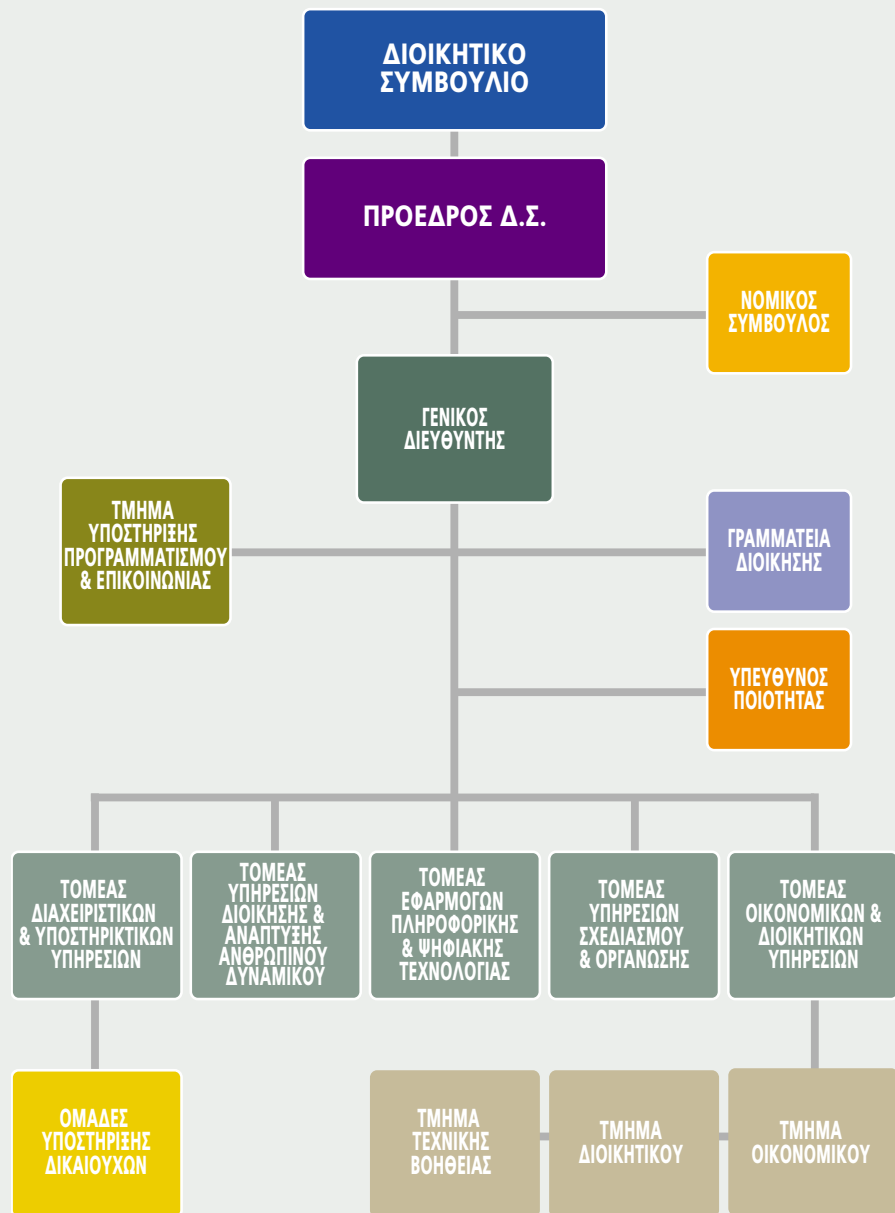 ΔΙΟΙΚΗΤΙΚΟ
ΣΥΜΒΟΥΛΙΟ
ΠΡΟΕΔΡΟΣ Δ.Σ.
ΝΟΜΙΚΟΣ
ΣΥΜΒΟΥΛΟΣ
ΓΕΝΙΚΟΣ
ΔΙΕΥΘΥΝΤΗΣ
ΤΜΗΜΑ
ΥΠΟΣΤΗΡΙΞΗΣ
ΠΡΟΓΡΑΜΜΑΤΙΣΜΟΥ
& ΕΠΙΚΟΙΝΩΝΙΑΣ
ΓΡΑΜΜΑΤΕΙΑ
ΔΙΟΙΚΗΣΗΣ
ΥΠΕΥΘΥΝΟΣ
ΠΟΙΟΤΗΤΑΣ
ΤΟΜΕΑΣ
ΔΙΑΧΕΙΡΙΣΤΙΚΩΝ
& ΥΠΟΣΤΗΡΙΚΤΙΚΩΝ
ΥΠΗΡΕΣΙΩΝ
ΤΟΜΕΑΣ
ΥΠΗΡΕΣΙΩΝ
ΔΙΟΙΚΗΣΗΣ &
ΑΝΑΠΤΥΞΗΣ
ΑΝΘΡΩΠΙΝΟΥ
ΔΥΝΑΜΙΚΟΥ
ΤΟΜΕΑΣ
ΕΦΑΡΜΟΓΩΝ
ΠΛΗΡΟΦΟΡΙΚΗΣ
& ΨΗΦΙΑΚΗΣ
ΤΕΧΝΟΛΟΓΙΑΣ
ΤΟΜΕΑΣ
ΥΠΗΡΕΣΙΩΝ
ΣΧΕΔΙΑΣΜΟΥ
& ΟΡΓΑΝΩΣΗΣ
ΤΟΜΕΑΣ
ΟΙΚΟΝΟΜΙΚΩΝ &
ΔΙΟΙΚΗΤΙΚΩΝ
ΥΠΗΡΕΣΙΩΝ
ΟΜΑΔΕΣ
ΥΠΟΣΤΗΡΙΞΗΣ
ΔΙΚΑΙΟΥΧΩΝ
ΤΜΗΜΑ
ΤΕΧΝΙΚΗΣ
ΒΟΗΘΕΙΑΣ
ΤΜΗΜΑ
ΔΙΟΙΚΗΤΙΚΟΥ
ΤΜΗΜΑ
ΟΙΚΟΝΟΜΙΚΟΥ